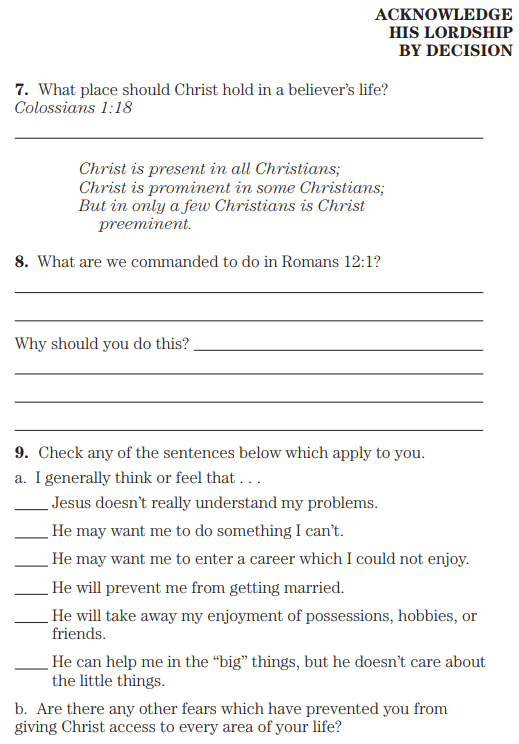 ACKNOWLEDGE
HIS LORDSHIP
BY DECISION
7. What place should Christ hold in a believer’s life?
Colossians 1:18
Christ is present in all Christians;
Christ is prominent in some Christians;
But in only a few Christians is Christ
preeminent.
8. What are we commanded to do in Romans 12:1?
Why should you do this?
9. Check any of the sentences below which apply to you.
a. I generally think or feel that . . .
Jesus doesn’t really understand my problems.
He may want me to do something I can’t.
He may want me to enter a career which I could not enjoy.
He will prevent me from getting married.
He will take away my enjoyment of possessions, hobbies, or
friends.
He can help me in the “big” things, but he doesn’t care about
the little things.
b. Are there any other fears which have prevented you from
giving Christ access to every area of your life?